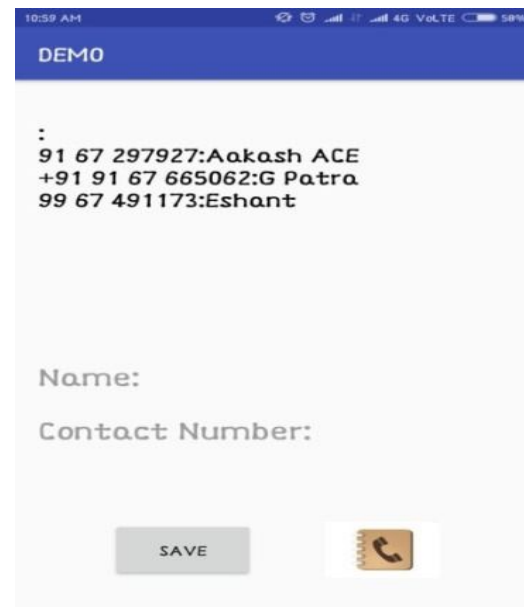 10:59 AM 4G VoLTE 58%
DEMO
:
91 67 297927:Aakash ACE
+91 91 67 665062:G Patra
99 67 491173:Eshant
Name:
Contact Number:
SAVE